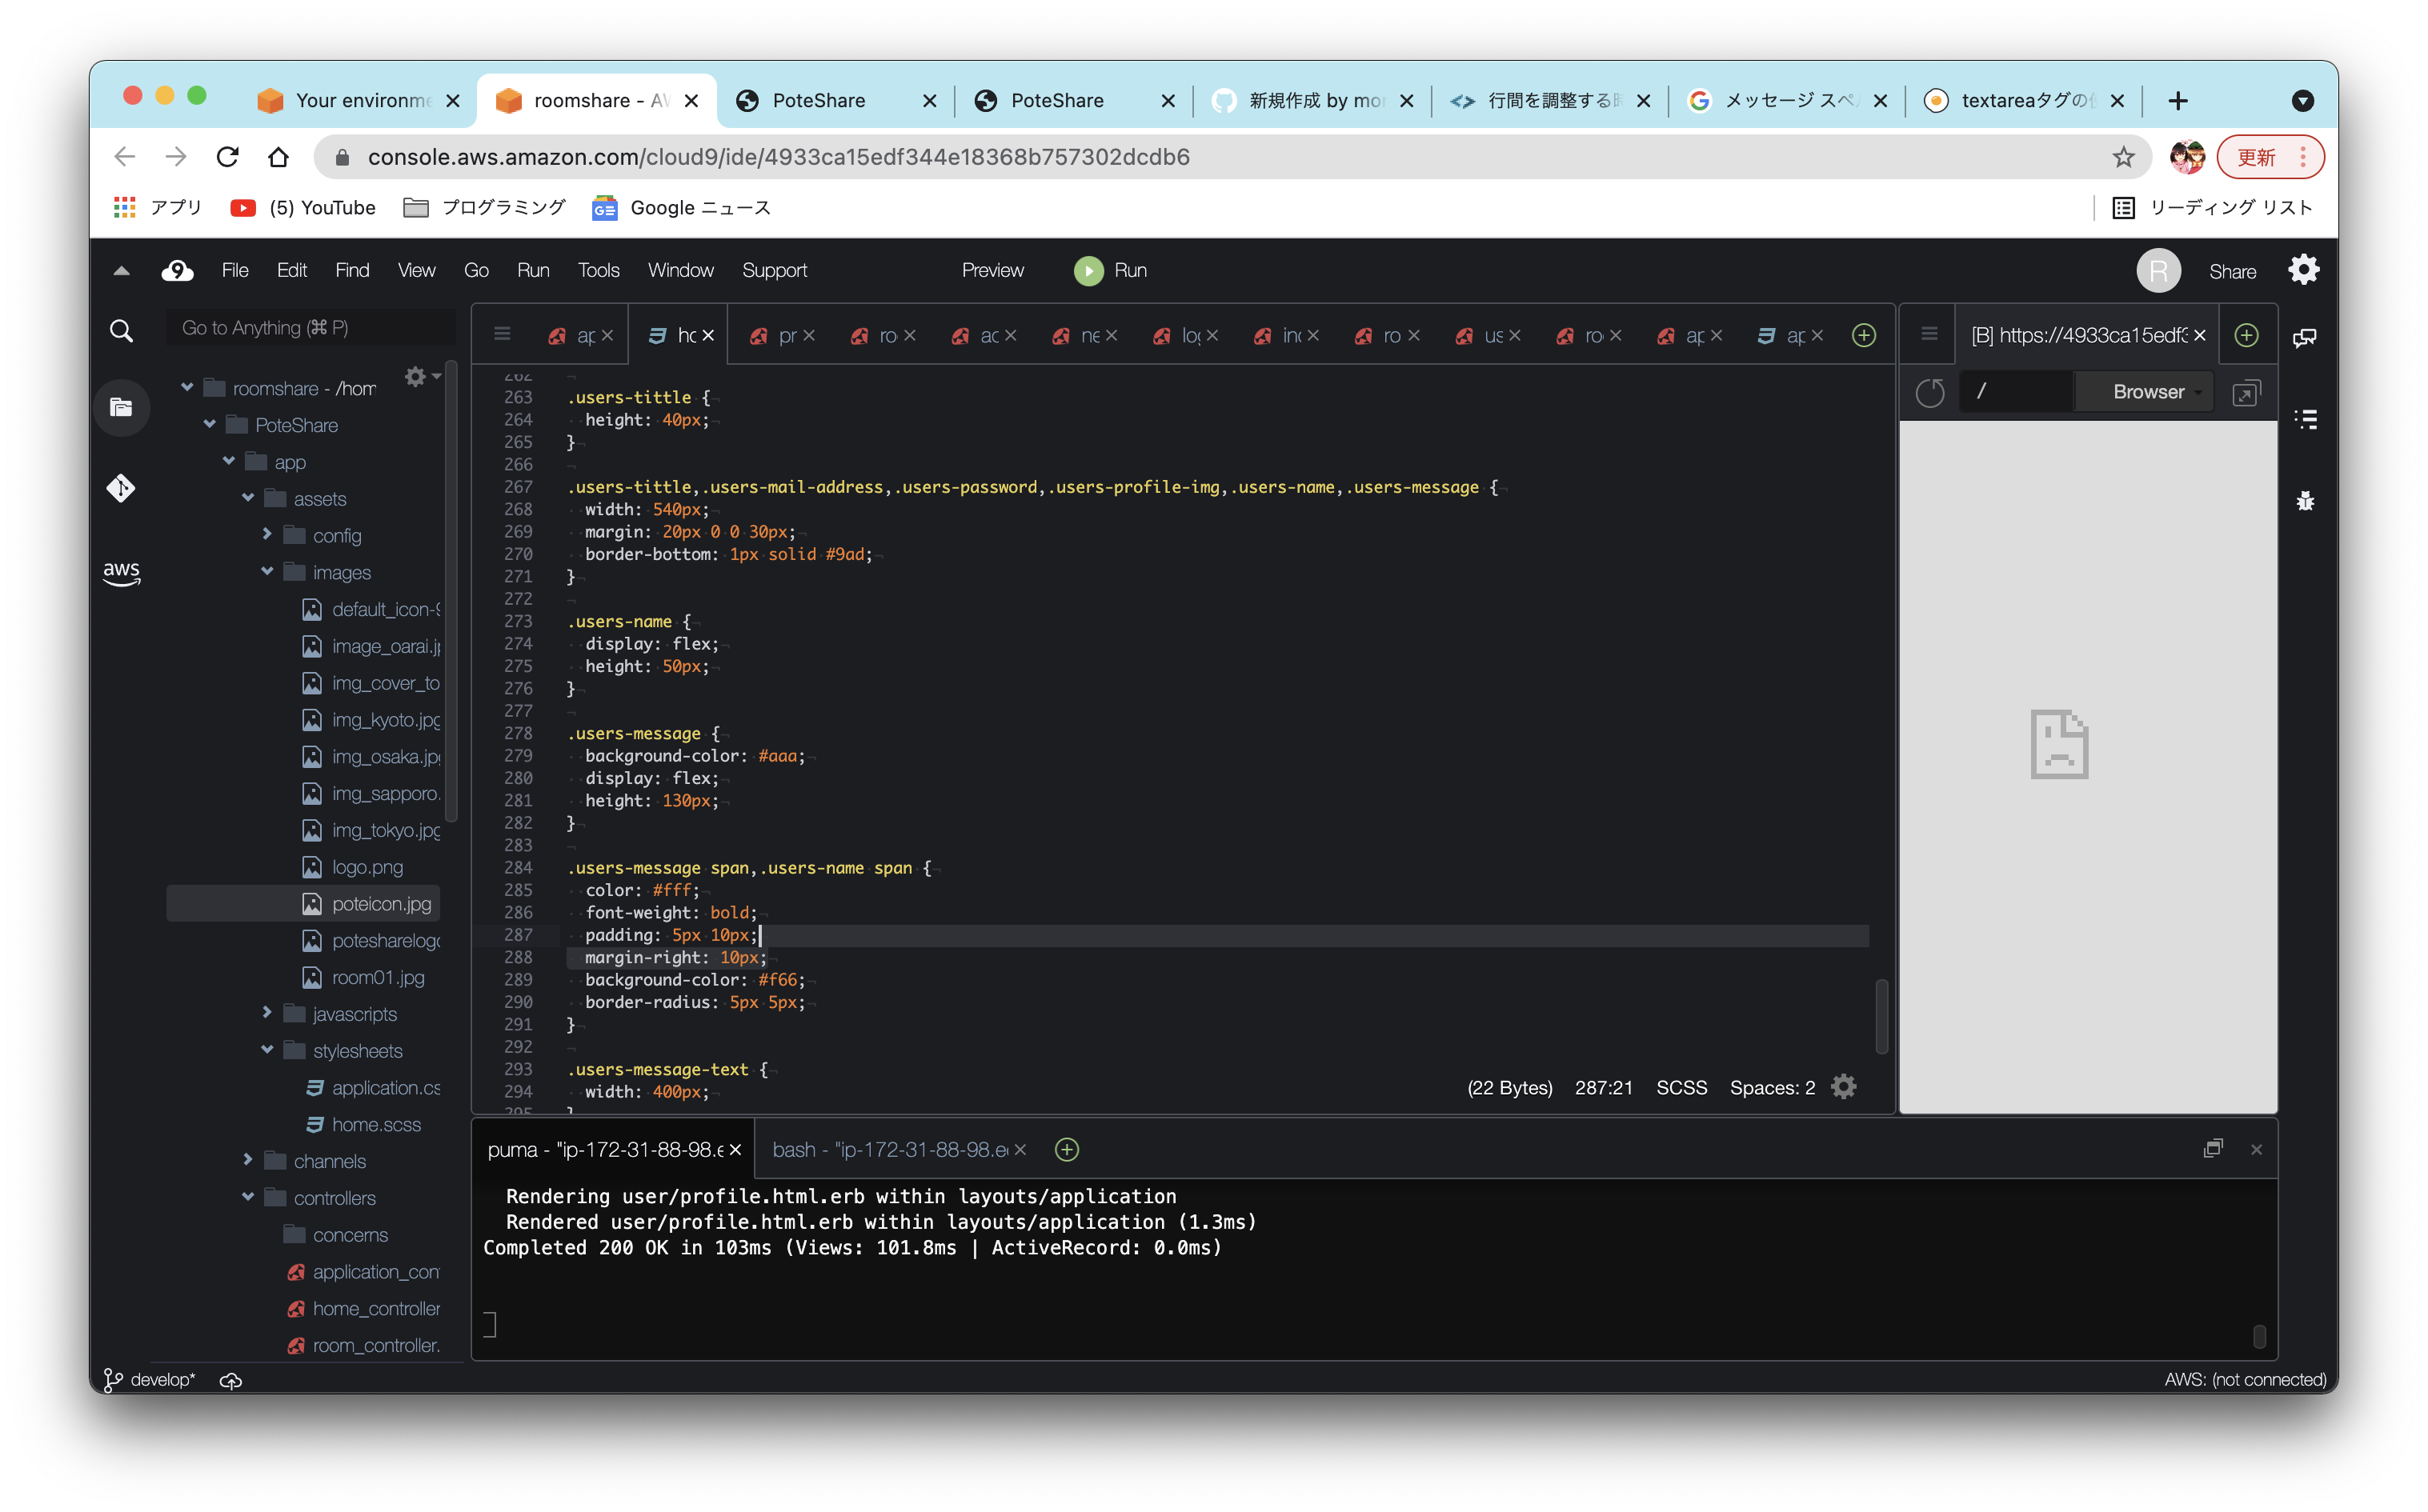 Your environme
roomshare - AW
PoteShare
PoteShare
新規作成 by mor
行間を調整する
メッセージ スペ
textareaタグの
console.aws.amazon.com/cloud9/ide/4933ca15edf344e18368b757302dcdb6
更新
アプリ
(5) YouTube
プログラミング
Google ニュース
リーディング リスト
9 File Edit Find View Go Run Tools Window Support
Preview
Run
R
Share
Go to Anything (⌘ P)
ap
hc
pr
ro
ac
ne
log
ro
us
ro
ap
ap
[B] https://4933ca15edf3
/
Browser
roomshare - /hom
PoteShare
app
assets
config
images
default_icon-9
image_oarai.jp
img_cover_to
img_kyoto.jpg
img_osaka.jpg
img_sapporo.
img_tokyo.jpg
logo.png
poteicon.jpg
potesharelogo
room01.jpg
javascripts
stylesheets
application.cs
home.scss
channels
controllers
concerns
application_con
home_controller
room_controller.
aws
262
263 .users-tittle {
264 height: 40px;
265 }
266
267 .users-tittle,.users-mail-address,.users-password,.users-profile-img,.users-name,.users-message {
268 width: 540px;
269 margin: 20px 0 0 30px;
270 border-bottom: 1px solid #9ad;
271 }
272
273 .users-name {
274 display: flex;
275 height: 50px;
276 }
277
278 .users-message {
279 background-color: #aaa;
280 display: flex;
281 height: 130px;
282 }
283
284 .users-message span,.users-name span {
285 color: #fff;
286 font-weight: bold;
287 padding: 5px 10px;
288 margin-right: 10px;
289 background-color: #f66;
290 border-radius: 5px 5px;
291 }
292
293 .users-message-text {
294 width: 400px;
295 }
(22 Bytes) 287:21 SCSS Spaces: 2
puma - "ip-172-31-88-98.e
bash - "ip-172-31-88-98.e
Rendering user/profile.html.erb within layouts/application
Rendered user/profile.html.erb within layouts/application (1.3ms)
Completed 200 OK in 103ms (Views: 101.8ms | ActiveRecord: 0.0ms)
develop*
AWS: (not connected)